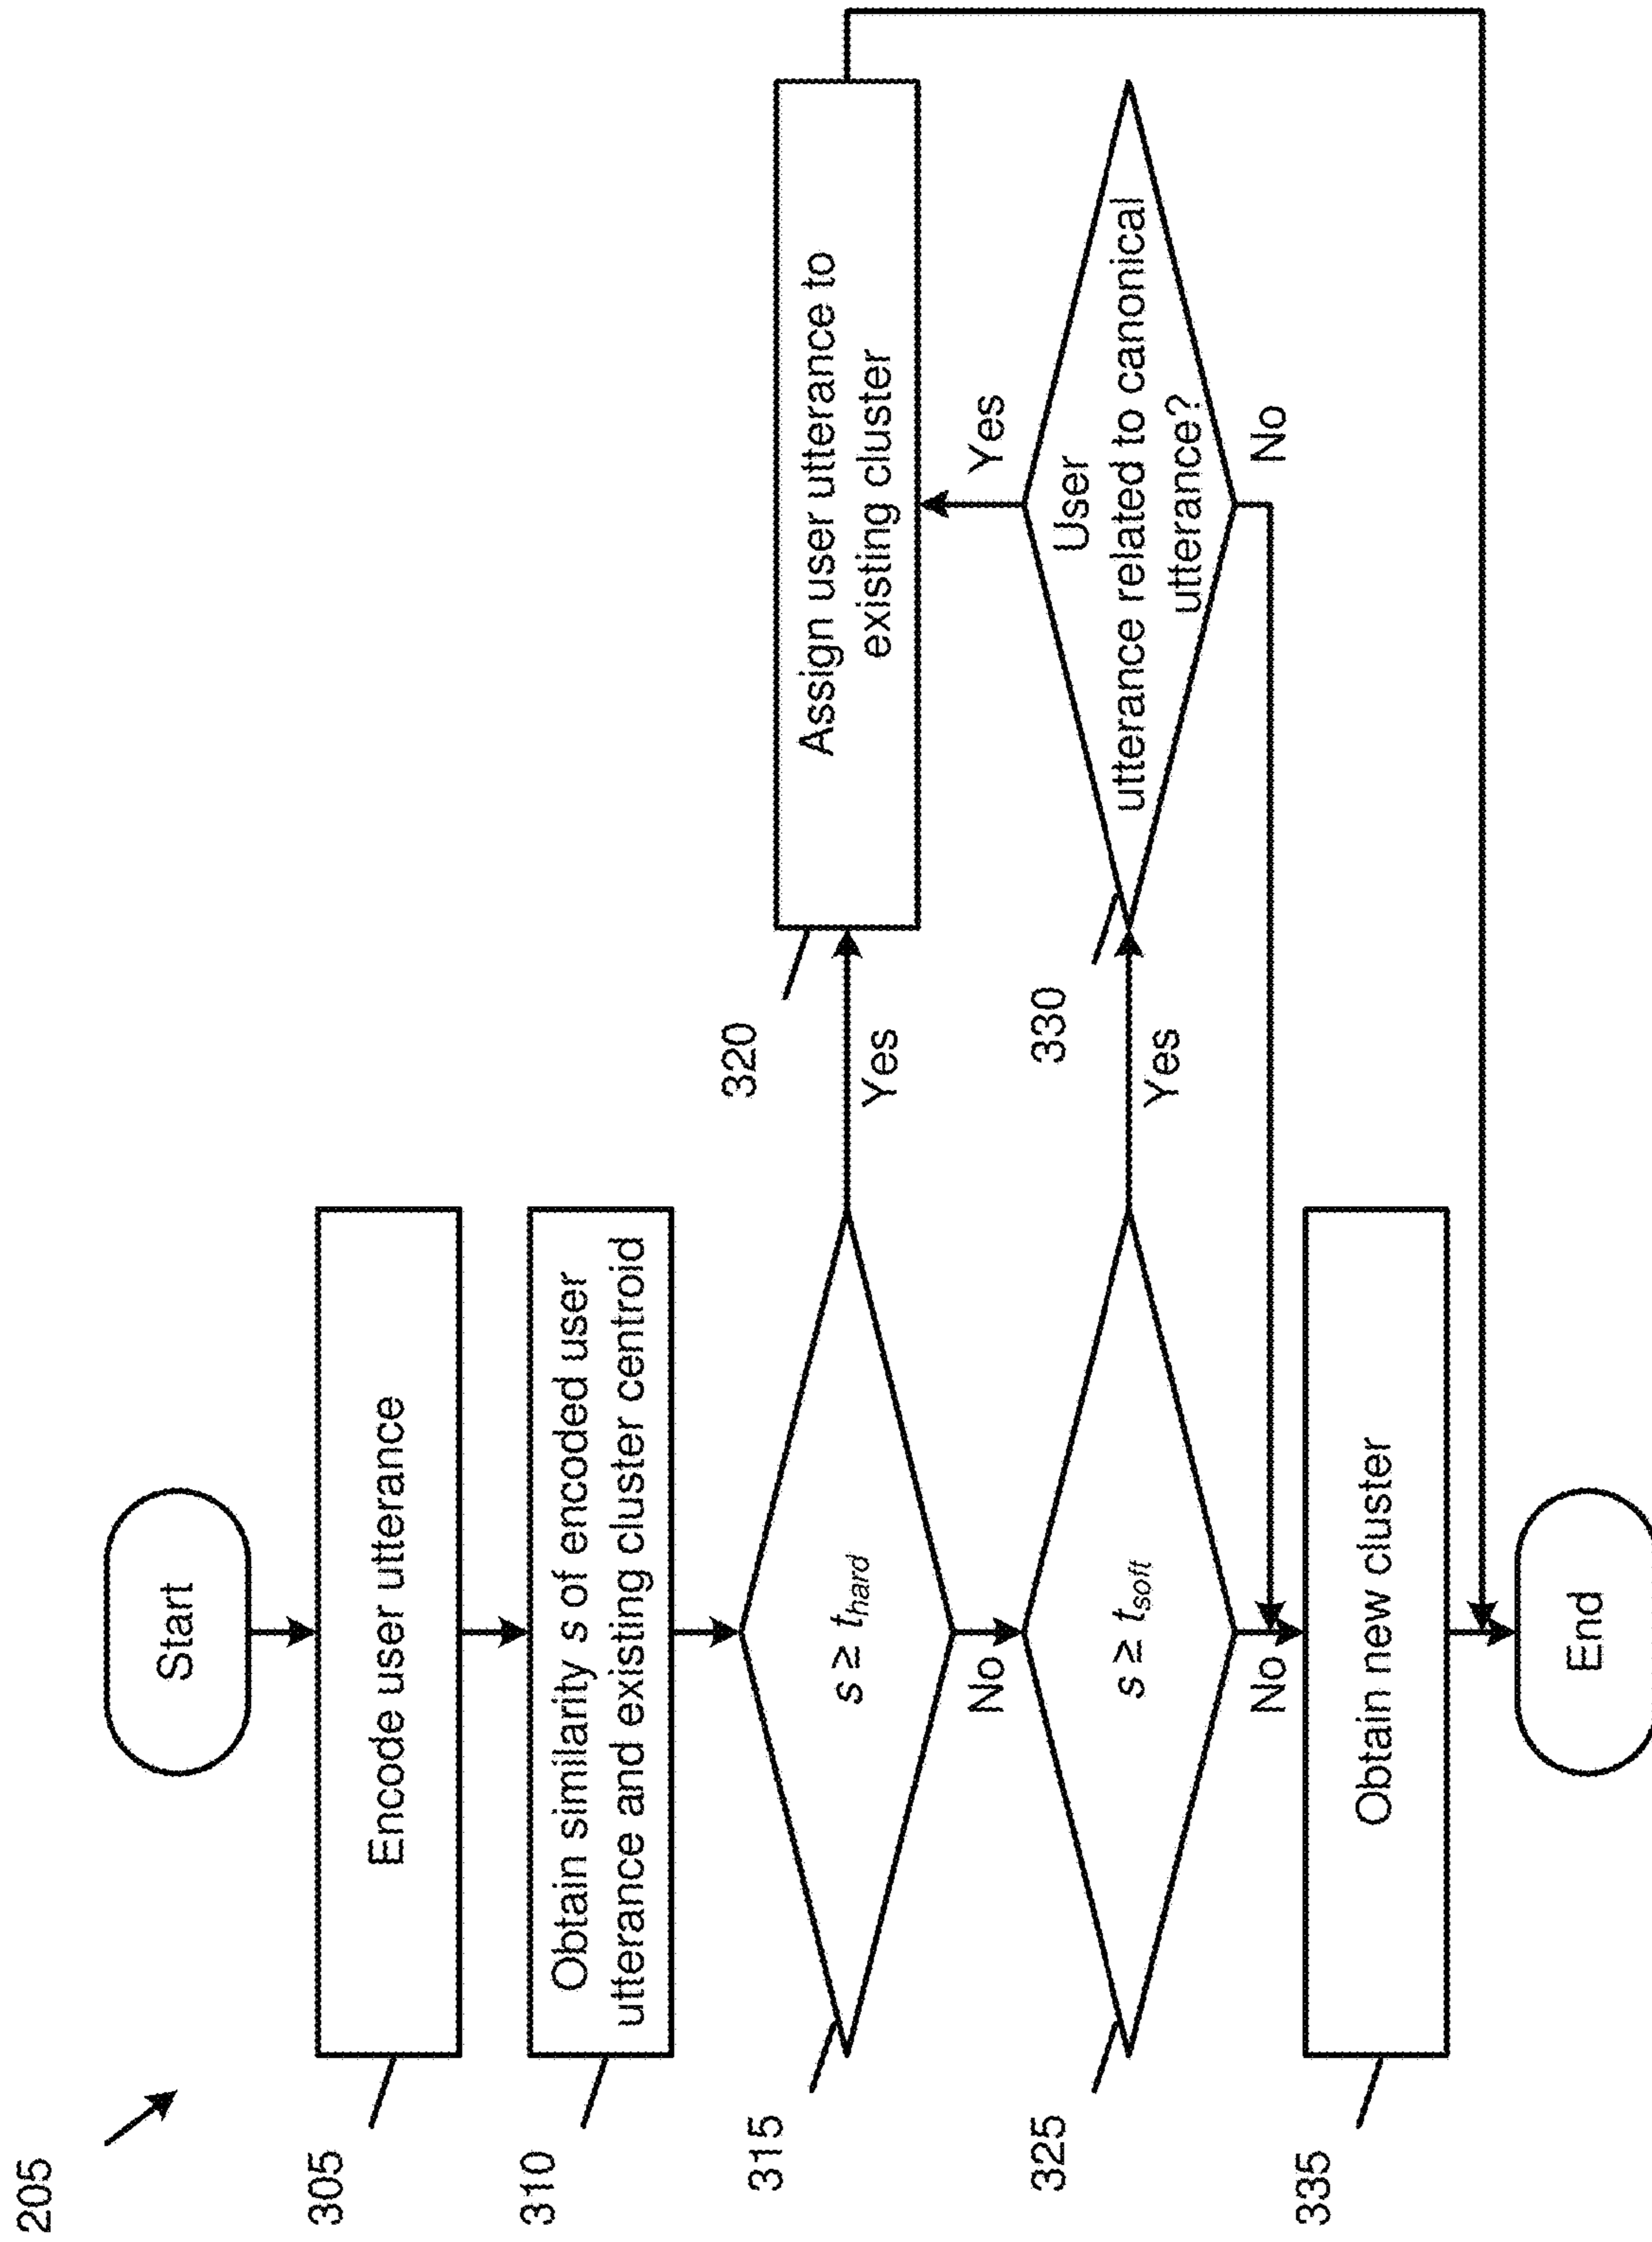 205
Start
305
Encode user utterance
310
Obtain similarity s of encoded user
utterance and existing cluster centroid
315
s ≥ t_hard
Yes
320
Assign user utterance to
existing cluster
No
325
s ≥ t_soft
Yes
330
User
utterance related to canonical
utterance?
Yes
No
No
335
Obtain new cluster
End